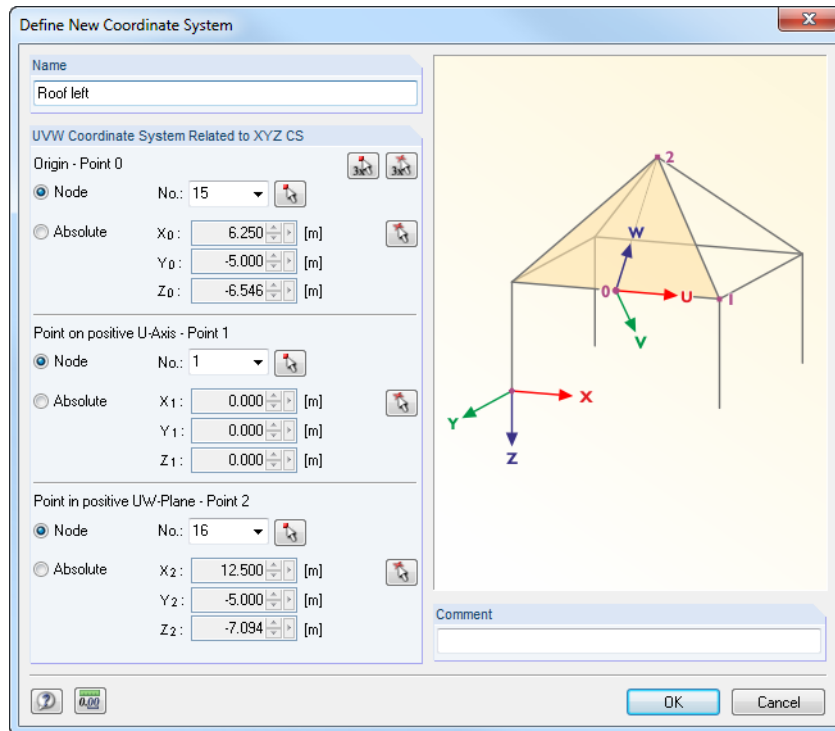 Define New Coordinate System
Name
Roof left
UVW Coordinate System Related to XYZ CS
Origin - Point 0
3x
3x
Node No.: 15
Absolute X0: 6.250 [m]
Y0: -5.000 [m]
Z0: -6.546 [m]
Point on positive U-Axis - Point 1
Node No.: 1
Absolute X1: 0.000 [m]
Y1: 0.000 [m]
Z1: 0.000 [m]
Point in positive UW-Plane - Point 2
Node No.: 16
Absolute X2: 12.500 [m]
Y2: -5.000 [m]
Z2: -7.094 [m]
2
W
0 U 1
V
X
Y
Z
Comment
0.00
OK Cancel